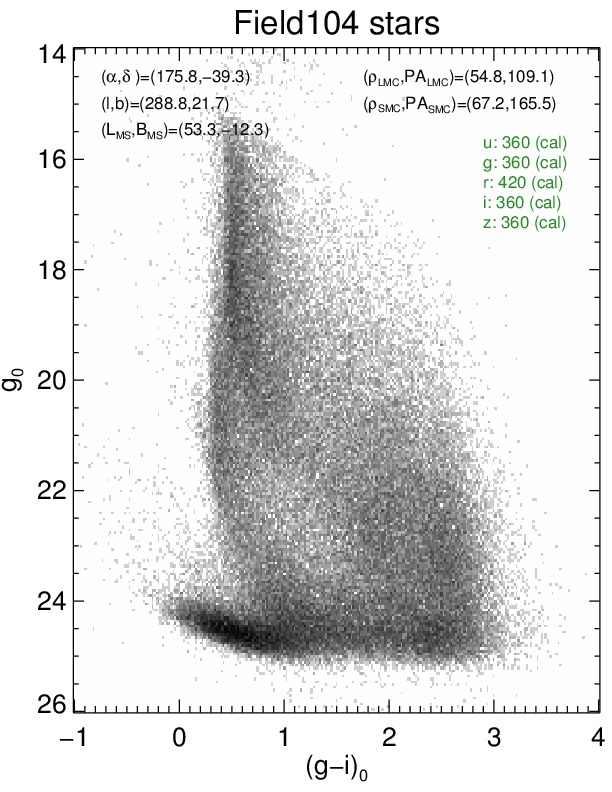 Field104 stars
(α,δ )=(175.8,−39.3)
(ρLMC,PALMC)=(54.8,109.1)
(l,b)=(288.8,21,7)
(ρSMC,PASMC)=(67.2,165.5)
(LMS,BMS)=(53.3,−12.3)
u: 360 (cal)
g: 360 (cal)
r: 420 (cal)
i: 360 (cal)
z: 360 (cal)
14
16
18
20
22
24
26
g0
−1 0 1 2 3 4
(g−i)0